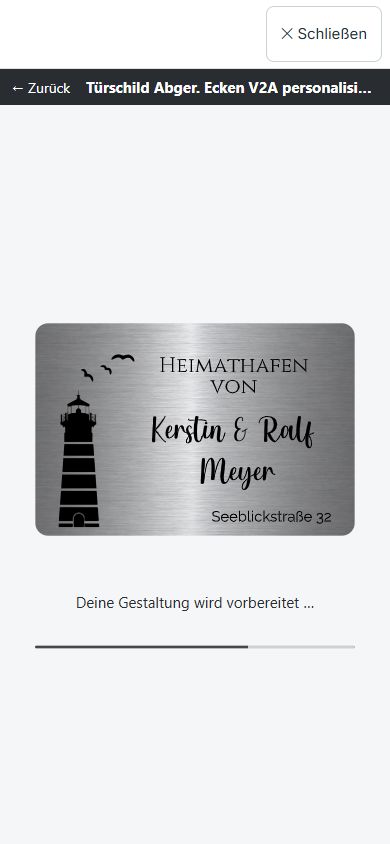 Schließen
← Zurück Türschild Abger. Ecken V2A personalisi...
Heimathafen
von
Kerstin & Ralf
Meyer
Seeblickstraße 32
Deine Gestaltung wird vorbereitet ...